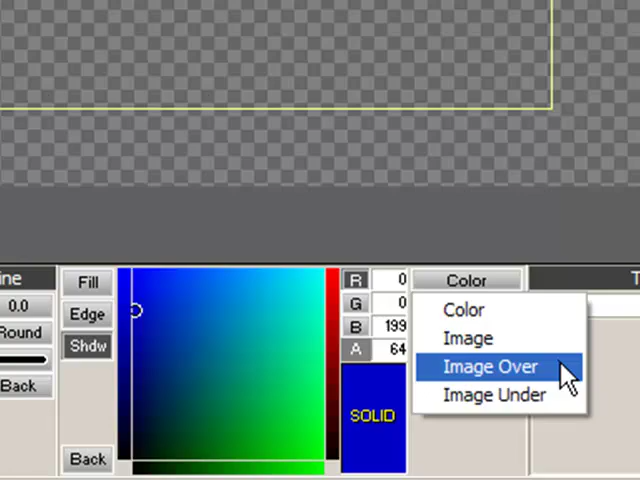 ine
Fill
R
0
Color
T
0.0
Edge
G
0
Color
Round
Shdw
B
199
Image
A
64
Image Over
Back
SOLID
Image Under
Back